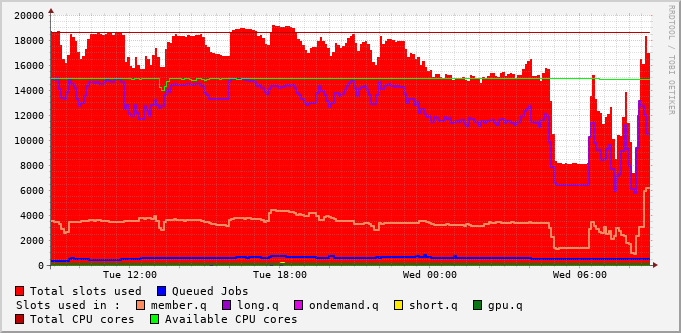 20000
18000
16000
14000
12000
10000
8000
6000
4000
2000
0
Tue 12:00 Tue 18:00 Wed 00:00 Wed 06:00
RRDTOOL / TOBI OETIKER
Total slots used Queued Jobs
Slots used in : member.q long.q ondemand.q short.q gpu.q
Total CPU cores Available CPU cores